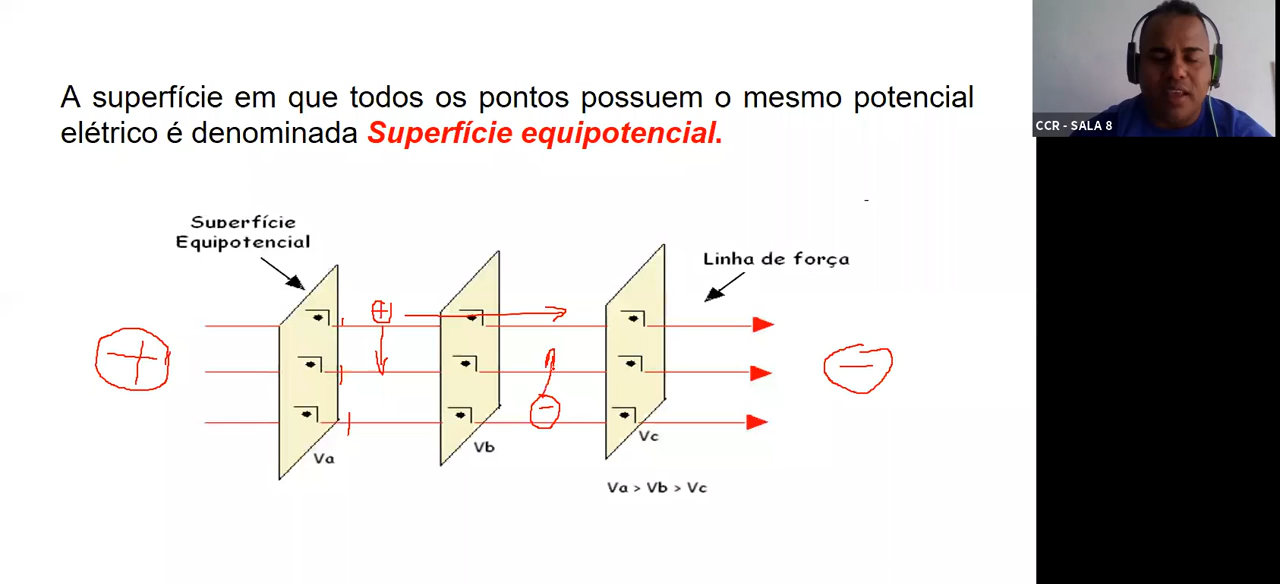 A superfície em que todos os pontos possuem o mesmo potencial
elétrico é denominada Superfície equipotencial.
CCR - SALA 8
Superfície
Equipotencial
Linha de força
+
+
-
-
Va
Vb
Vc
Va > Vb > Vc